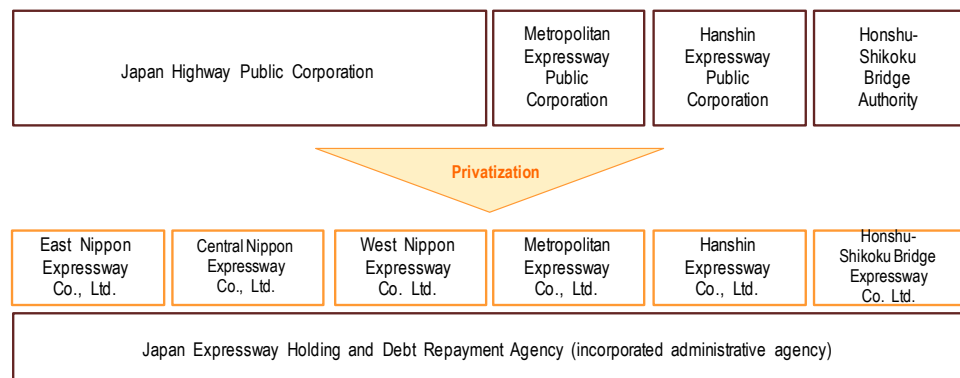 Japan Highway Public Corporation
Metropolitan
Expressway
Public
Corporation
Hanshin
Expressway
Public
Corporation
Honshu-
Shikoku
Bridge
Authority
Privatization
East Nippon
Expressway
Co., Ltd.
Central Nippon
Expressway
Co., Ltd.
West Nippon
Expressway
Co. Ltd.
Metropolitan
Expressway
Co., Ltd.
Hanshin
Expressway
Co., Ltd.
Honshu-
Shikoku Bridge
Expressway
Co. Ltd.
Japan Expressway Holding and Debt Repayment Agency (incorporated administrative agency)